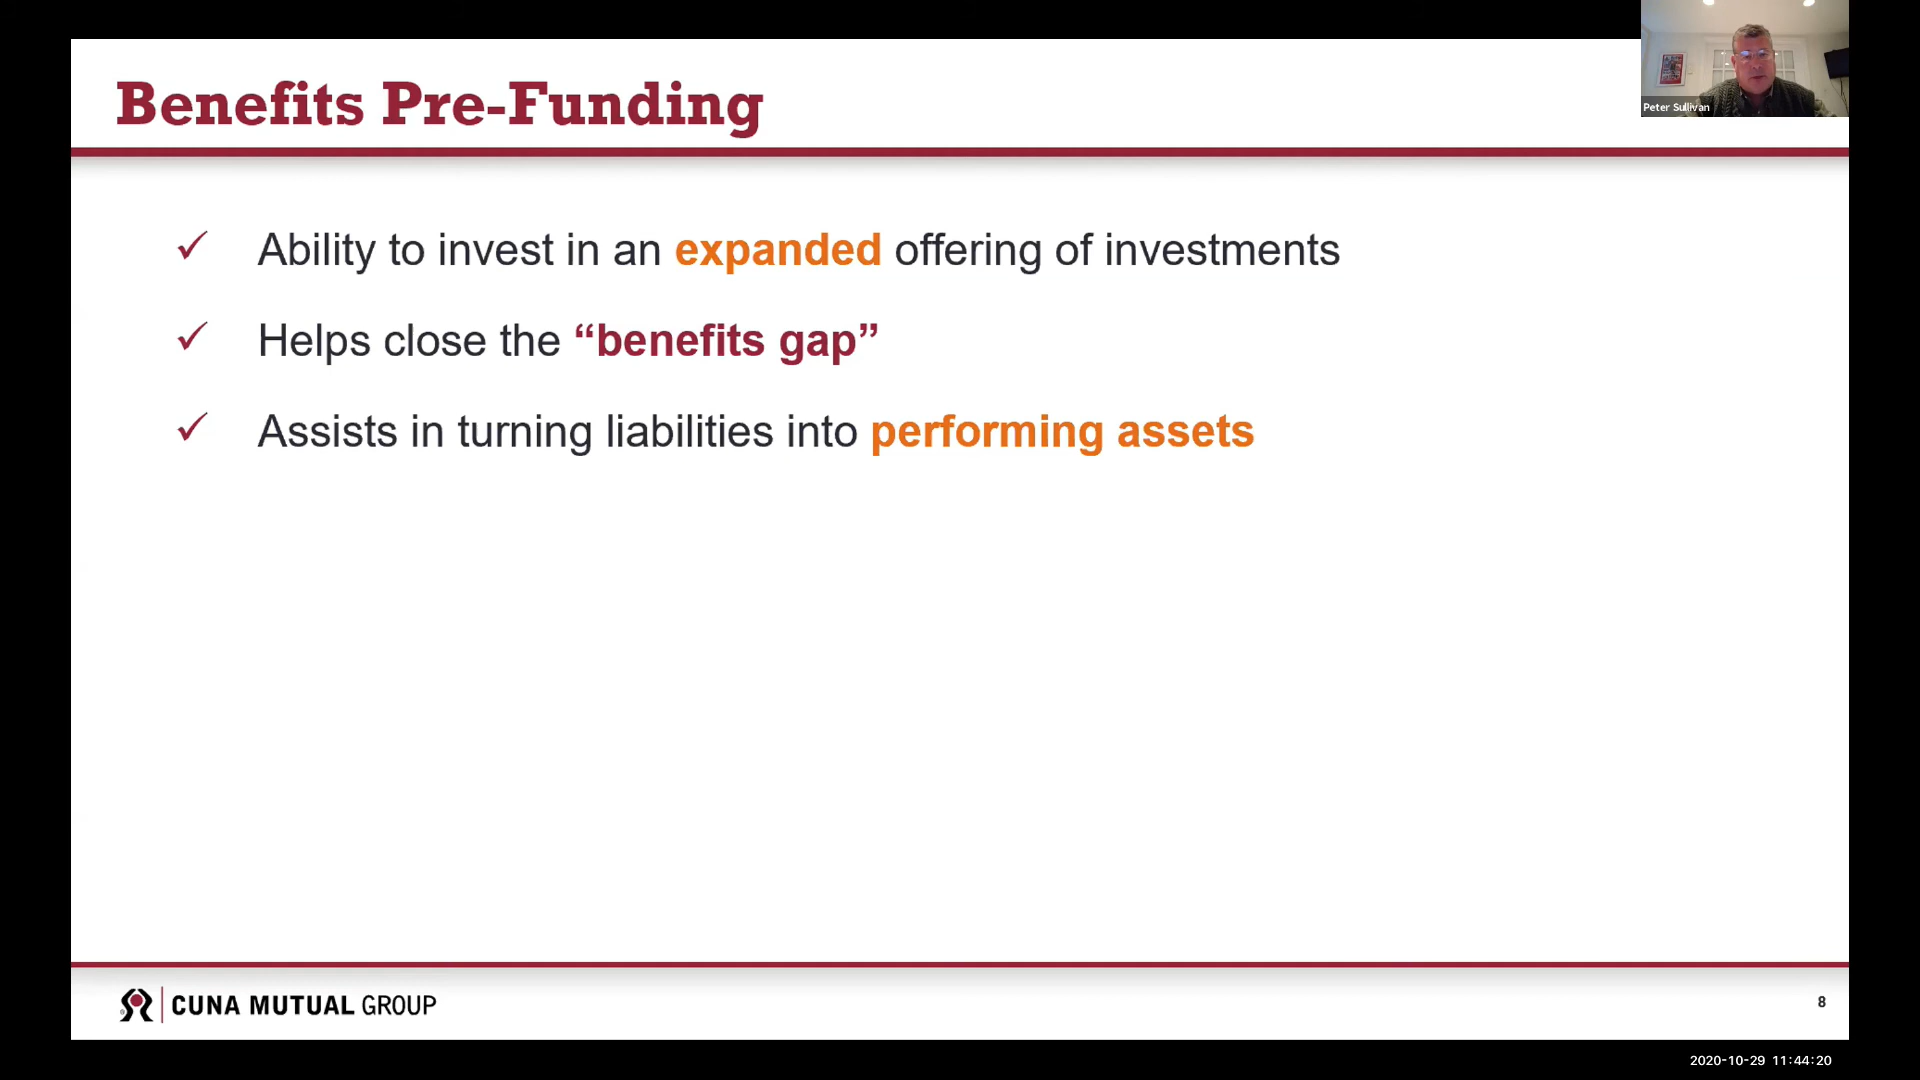 Benefits Pre-Funding
Peter Sullivan
✓ Ability to invest in an expanded offering of investments
✓ Helps close the “benefits gap”
✓ Assists in turning liabilities into performing assets
CUNA MUTUAL GROUP
8
2020-10-29 11:44:20